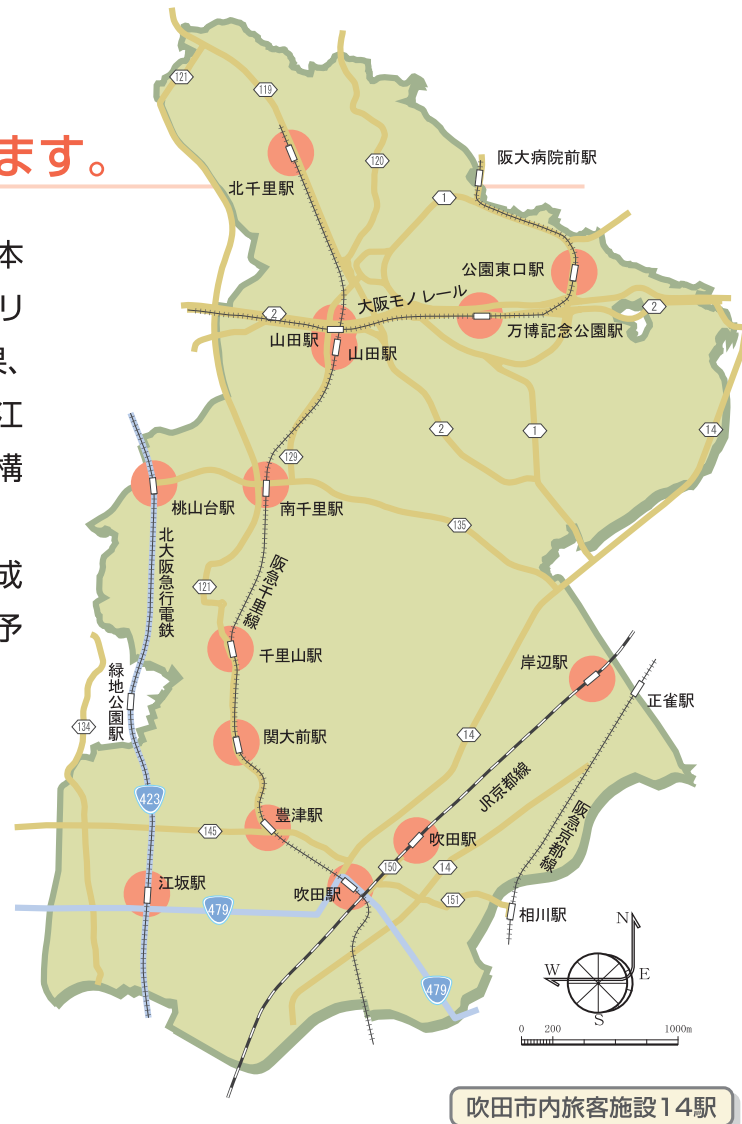 ます。
本
リ
果、
江
構
成
予
121
119
120
阪大病院前駅
北千里駅
1
公園東口駅
大阪モノレール
2
2
万博記念公園駅
山田駅
山田駅
2
1
14
129
桃山台駅
南千里駅
135
北大阪急行電鉄
阪急千里線
121
千里山駅
岸辺駅
緑地公園駅
正雀駅
134
関大前駅
14
JR京都線
423
豊津駅
阪急京都線
145
吹田駅
150
14
江坂駅
吹田駅
151
479
相川駅
N
W
E
S
479
0 200 1000m
吹田市内旅客施設14駅